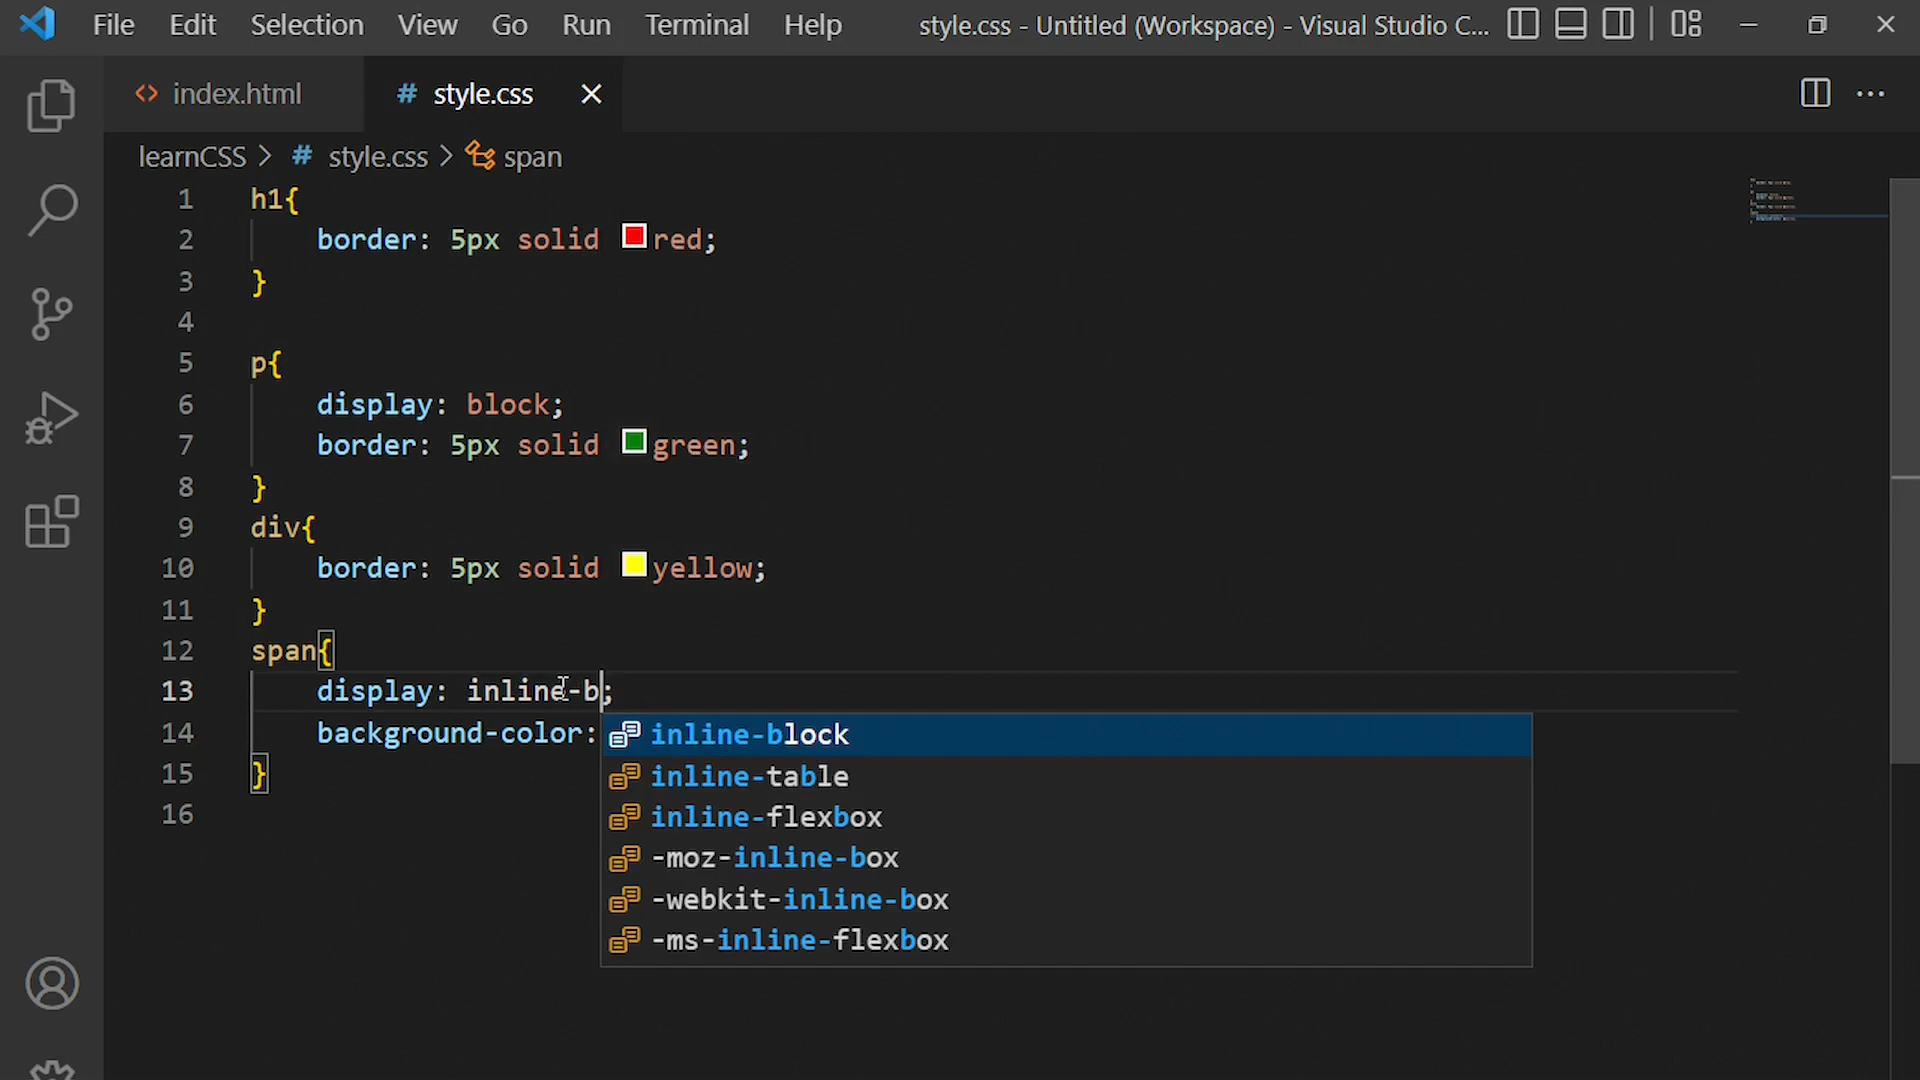 File Edit Selection View Go Run Terminal Help style.css - Untitled (Workspace) - Visual Studio C...
index.html # style.css
learnCSS > # style.css > span
1 h1{
2 border: 5px solid red;
3 }
4
5 p{
6 display: block;
7 border: 5px solid green;
8 }
9 div{
10 border: 5px solid yellow;
11 }
12 span{
13 display: inline-b;
14 background-color:
inline-block
15 }
inline-table
16
inline-flexbox
-moz-inline-box
-webkit-inline-box
-ms-inline-flexbox